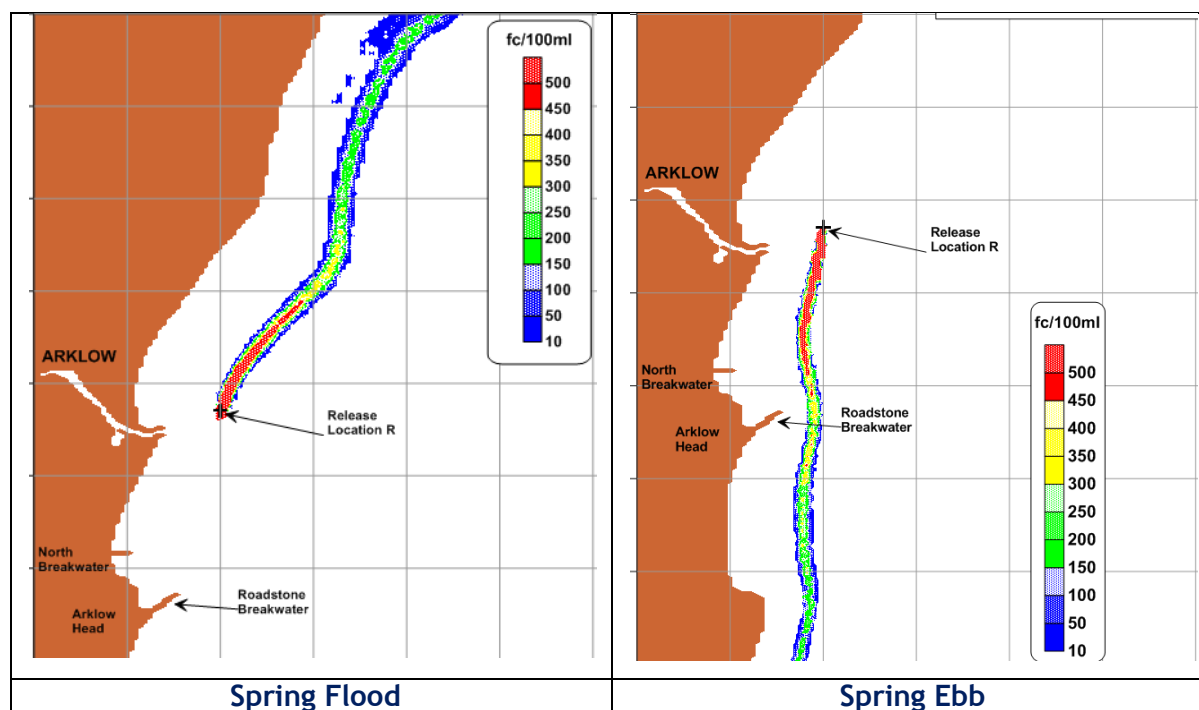 fc/100ml
500
450
400
350
300
250
200
150
100
50
10
ARKLOW
Release
Location R
North
Breakwater
Roadstone
Breakwater
Arklow
Head
Spring Flood
ARKLOW
Release
Location R
fc/100ml
500
450
400
350
300
250
200
150
100
50
10
North
Breakwater
Roadstone
Breakwater
Arklow
Head
Spring Ebb